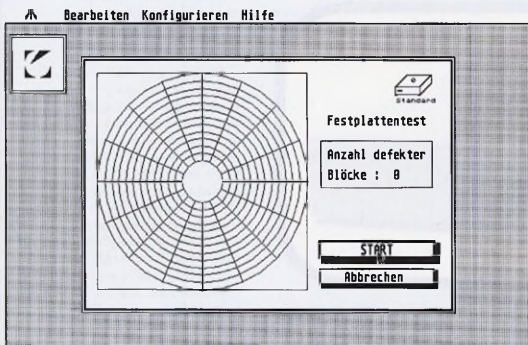 Bearbeiten Konfigurieren Hilfe
Standard
Festplattentest
Anzahl defekter
Blöcke : 0
START
Abbrechen